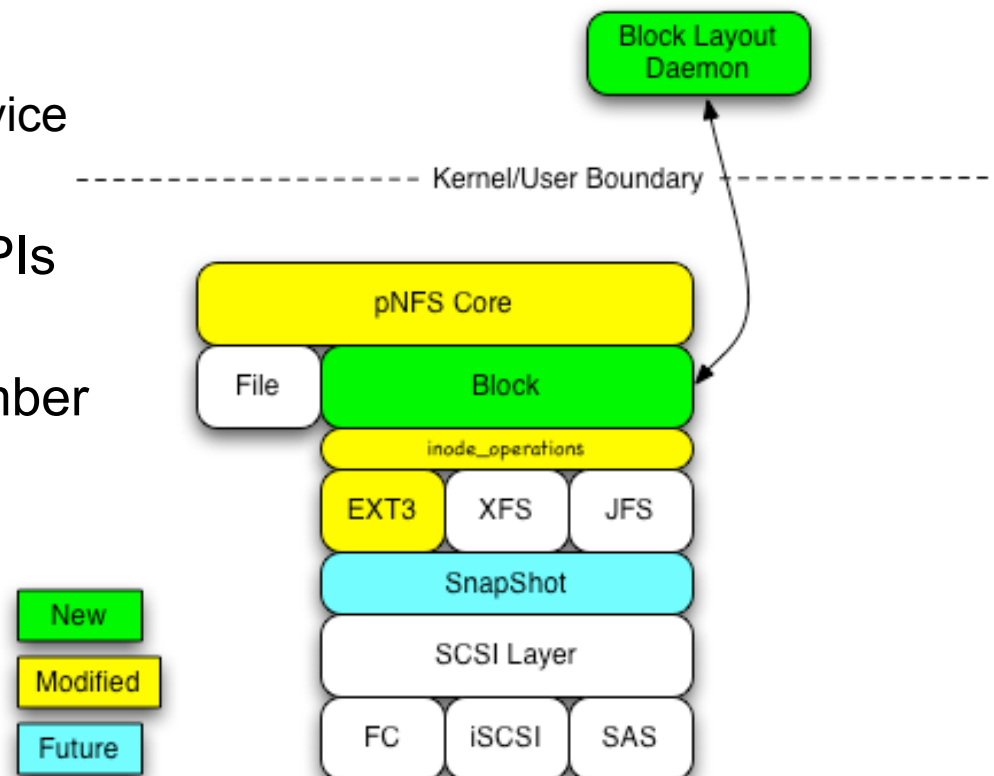 Block Layout
Daemon
vice
Kernel/User Boundary
PIs
pNFS Core
File
Block
nber
inode_operations
EXT3
XFS
JFS
SnapShot
New
SCSI Layer
Modified
FC
iSCSI
SAS
Future